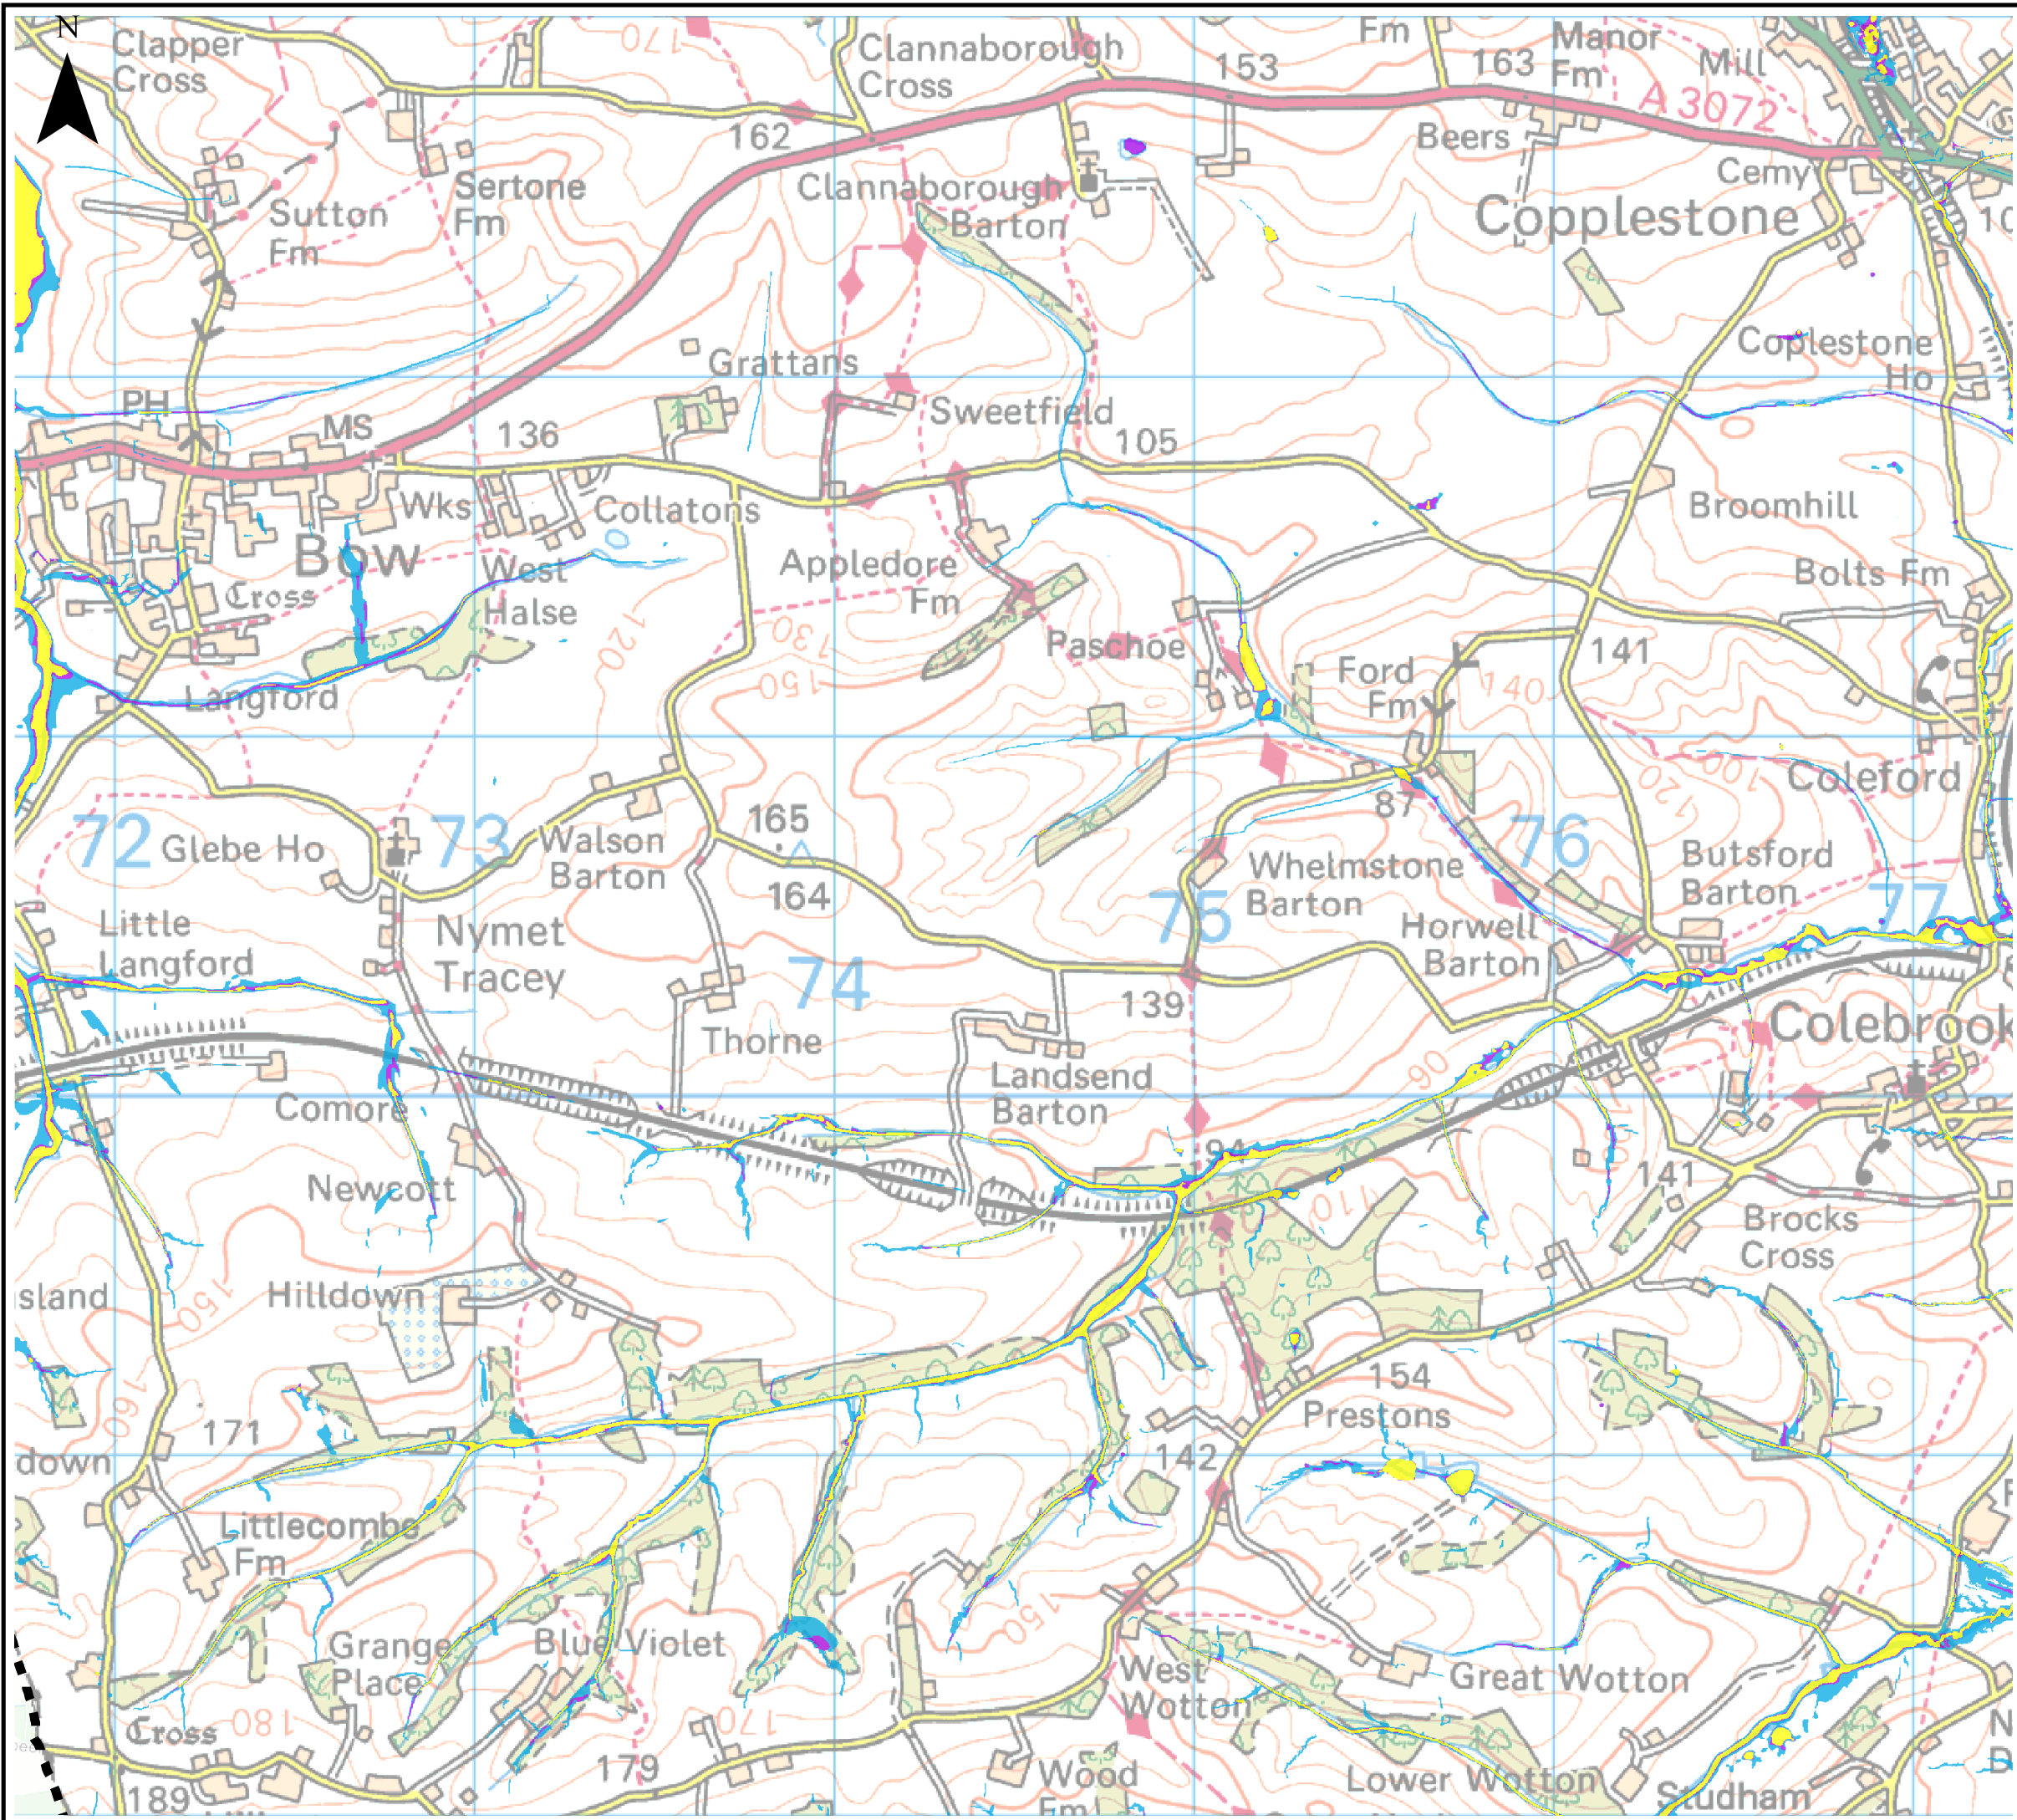 N
Clapper
Cross
170
Clannaborough
Cross
Fm
153
163
Manor
Fm
Mill
A 3072
162
Beers
Cemy
Sertone
Fm
Sutton
Fm
Clannaborough
Barton
Copplestone
10
Grattans
Coplestone
Ho
PH
MS
136
Sweetfield
105
Wks
Collatons
Broomhill
Bow
West
Halse
Appledore
Fm
Bolts Fm
Cross
120
130
Paschoe
Ford
Fm
141
140
Langford
150
100
120
Coleford
87
72
Glebe Ho
73
Walson
Barton
165
164
76
Whelmstone
Barton
Butsford
Barton
75
77
Little
Langford
Nymet
Tracey
Horwell
Barton
74
139
Thorne
Colebrook
Landsend
Barton
90
Comore
94
Newcott
110
141
Brocks
Cross
sland
150
Hilldown
160
154
Prestons
171
down
142
Littlecombs
Fm
150
Grange
Place
Blue Violet
West
Wotton
Great Wotton
Cross
180
170
179
Wood
Fm
Lower Wotton
Studham
N
D
189